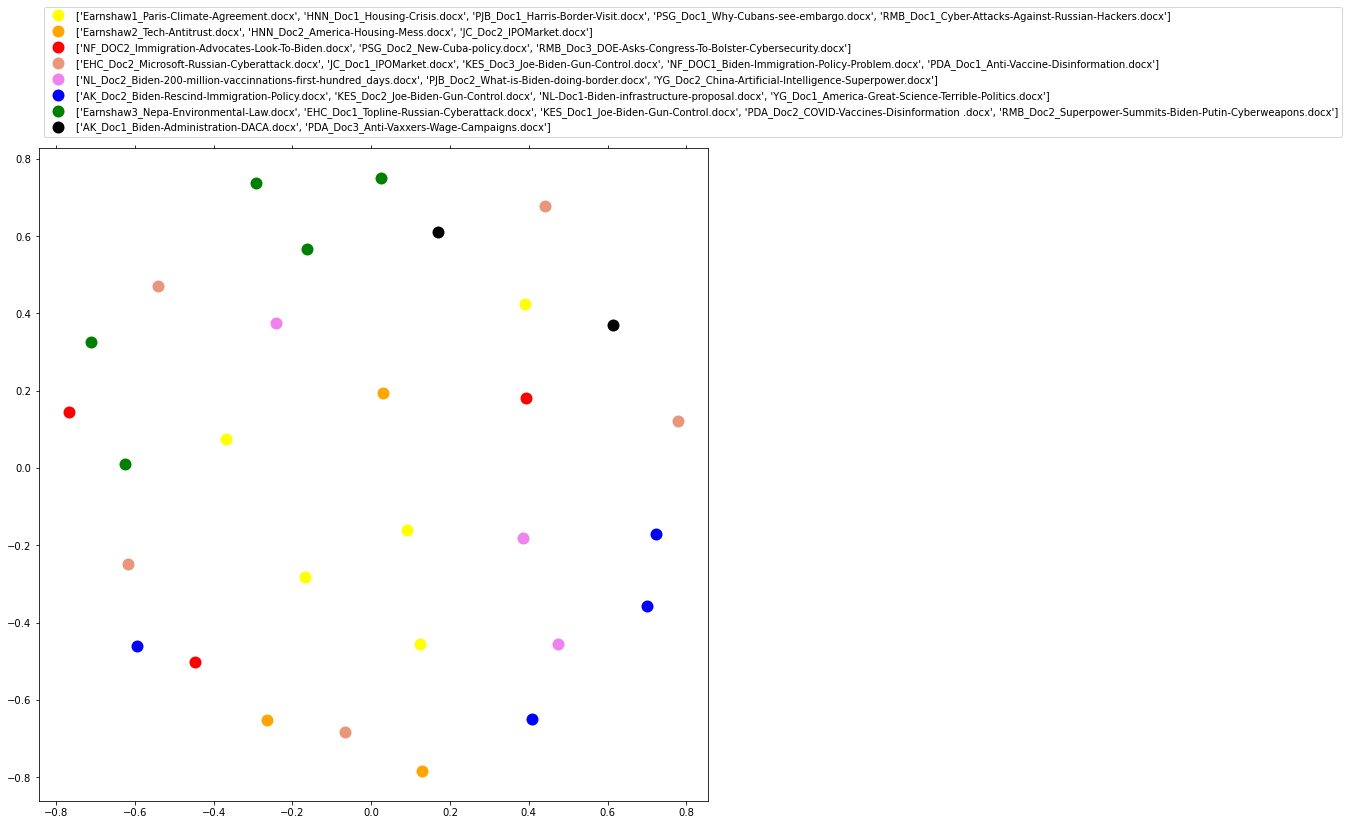 ['Earnshaw1_Paris-Climate-Agreement.docx', 'HNN_Doc1_Housing-Crisis.docx', 'PJB_Doc1_Harris-Border-Visit.docx', 'PSG_Doc1_Why-Cubans-see-embargo.docx', 'RMB_Doc1_Cyber-Attacks-Against-Russian-Hackers.docx']
['Earnshaw2_Tech-Antitrust.docx', 'HNN_Doc2_America-Housing-Mess.docx', 'JC_Doc2_IPOMarket.docx']
['NF_DOC2_Immigration-Advocates-Look-To-Biden.docx', 'PSG_Doc2_New-Cuba-policy.docx', 'RMB_Doc3_DOE-Asks-Congress-To-Bolster-Cybersecurity.docx']
['EHC_Doc2_Microsoft-Russian-Cyberattack.docx', 'JC_Doc1_IPOMarket.docx', 'KES_Doc3_Joe-Biden-Gun-Control.docx', 'NF_DOC1_Biden-Immigration-Policy-Problem.docx', 'PDA_Doc1_Anti-Vaccine-Disinformation.docx']
['NL_Doc2_Biden-200-million-vaccinnations-first-hundred_days.docx', 'PJB_Doc2_What-is-Biden-doing-border.docx', 'YG_Doc2_China-Artificial-Intelligence-Superpower.docx']
['AK_Doc2_Biden-Rescind-Immigration-Policy.docx', 'KES_Doc2_Joe-Biden-Gun-Control.docx', 'NL-Doc1-Biden-infrastructure-proposal.docx', 'YG_Doc1_America-Great-Science-Terrible-Politics.docx']
['Earnshaw3_Nepa-Environmental-Law.docx', 'EHC_Doc1_Topline-Russian-Cyberattack.docx', 'KES_Doc1_Joe-Biden-Gun-Control.docx', 'PDA_Doc2_COVID-Vaccines-Disinformation .docx', 'RMB_Doc2_Superpower-Summits-Biden-Putin-Cyberweapons.docx']
['AK_Doc1_Biden-Administration-DACA.docx', 'PDA_Doc3_Anti-Vaxxers-Wage-Campaigns.docx']
0.8
0.6
0.4
0.2
0.0
−0.2
−0.4
−0.6
−0.8
−0.8 −0.6 −0.4 −0.2 0.0 0.2 0.4 0.6 0.8